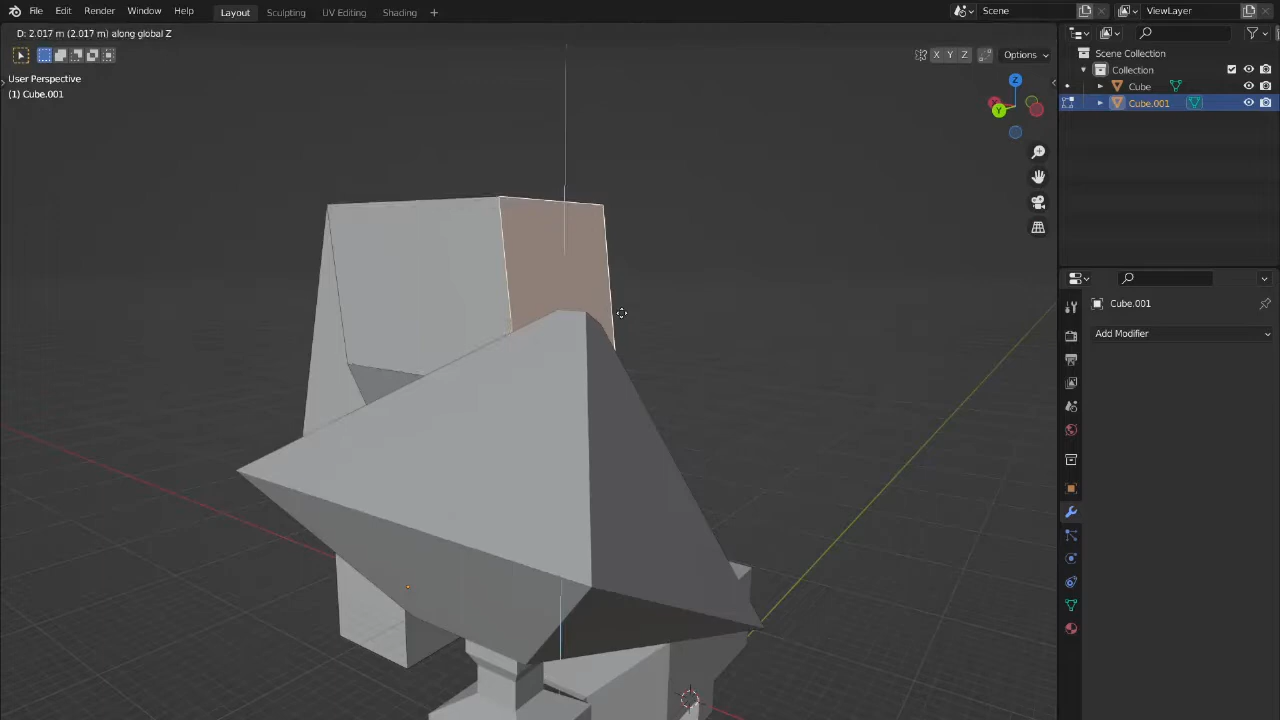 File Edit Render Window Help Layout Sculpting UV Editing Shading + Scene ViewLayer
D: 2.017 m (2.017 m) along global Z
X Y Z Options
User Perspective
(1) Cube.001
Z
Y
Scene Collection
Collection
Cube
Cube.001
Cube.001
Add Modifier